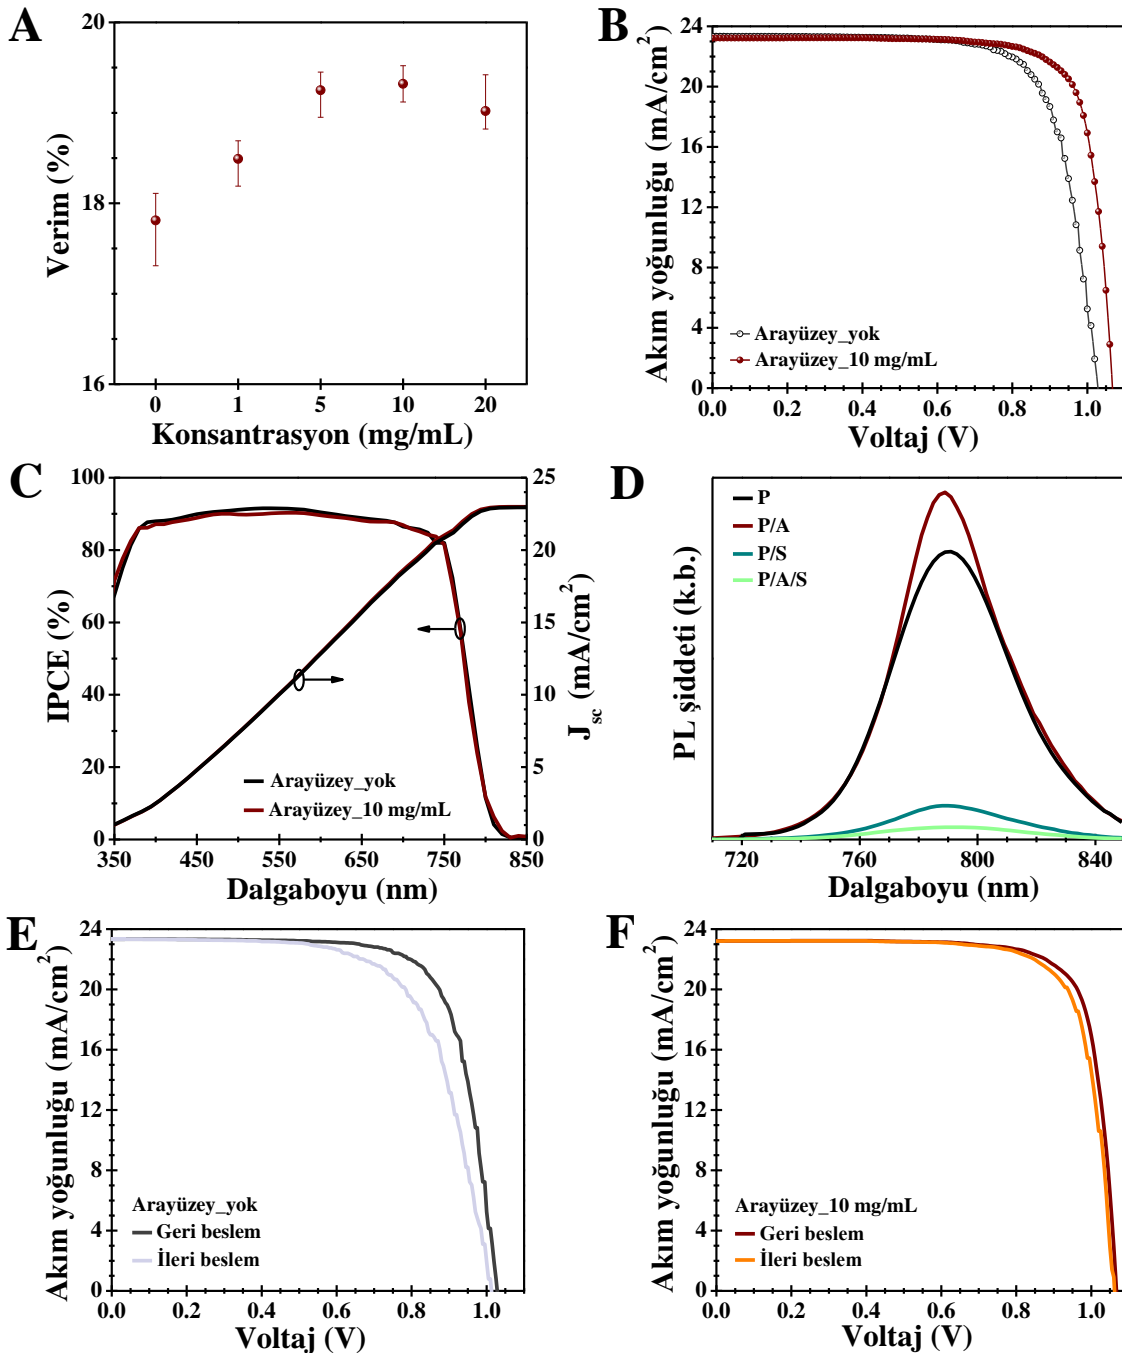 A
20
18
16
Verim (%)
0 1 5 10 20
Konsantrasyon (mg/mL)
B
24
20
16
12
8
4
0
Akım yoğunluğu (mA/cm²)
Arayüzey_yok
Arayüzey_10 mg/mL
0.0 0.2 0.4 0.6 0.8 1.0
Voltaj (V)
C
100
80
60
40
20
0
IPCE (%)
25
20
15
10
5
0
J_sc (mA/cm²)
Arayüzey_yok
Arayüzey_10 mg/mL
350 450 550 650 750 850
Dalgaboyu (nm)
D
P
P/A
P/S
P/A/S
PL şiddeti (k.b.)
720 760 800 840
Dalgaboyu (nm)
E
24
20
16
12
8
4
0
Akım yoğunluğu (mA/cm²)
Arayüzey_yok
Geri beslem
İleri beslem
0.0 0.2 0.4 0.6 0.8 1.0
Voltaj (V)
F
24
20
16
12
8
4
0
Akım yoğunluğu (mA/cm²)
Arayüzey_10 mg/mL
Geri beslem
İleri beslem
0.0 0.2 0.4 0.6 0.8 1.0
Voltaj (V)